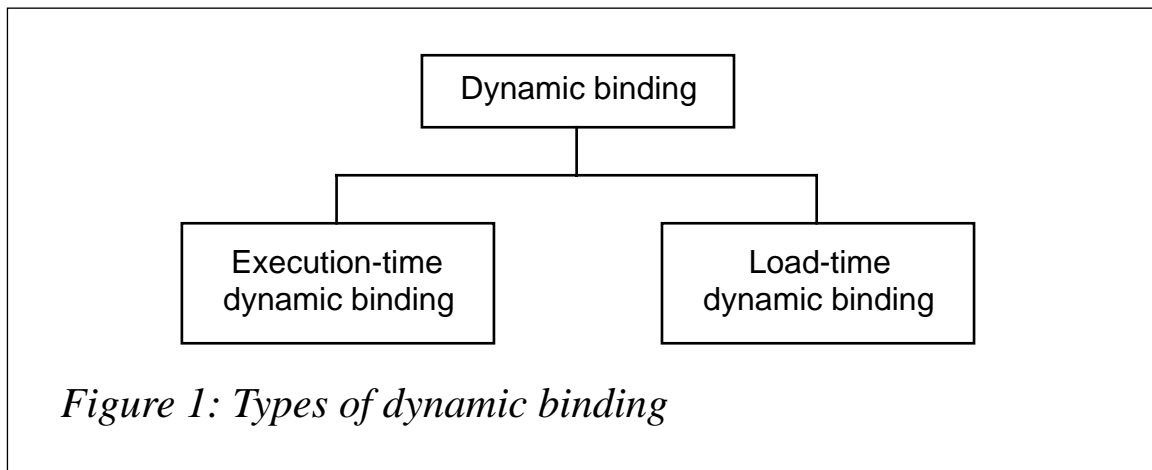 Dynamic binding
Execution-time
dynamic binding
Load-time
dynamic binding
Figure 1: Types of dynamic binding